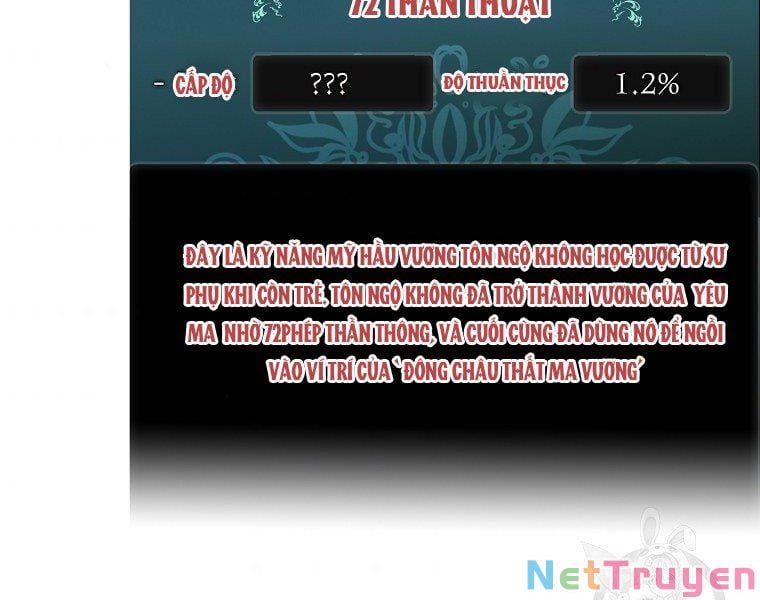 72 THẦN THUẬT
- CẤP ĐỘ ??? ĐỘ THUẦN THỤC 1.2%
ĐÂY LÀ KỸ NĂNG MỸ HẦU VƯƠNG TÔN NGỘ KHÔNG HỌC ĐƯỢC TỪ SƯ
PHỤ KHI CÒN TRẺ. TÔN NGỘ KHÔNG ĐÃ TRỞ THÀNH VƯƠNG CỦA YÊU
MA NHỜ 72PHÉP THẦN THÔNG, VÀ CUỐI CÙNG ĐÃ DÙNG NÓ ĐỂ NGỒI
VÀO VÍ TRÍ CỦA `ĐÔNG CHÂU THẤT MA VƯƠNG´
NetTruyen